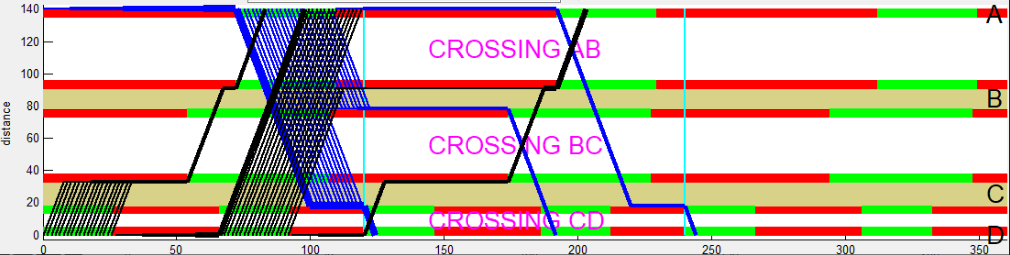 140
A
120
CROSSING AB
100
B
80
distance
60
CROSSING BC
40
C
20
CROSSING CD
0
D
0 50 100 150 200 250 300 350